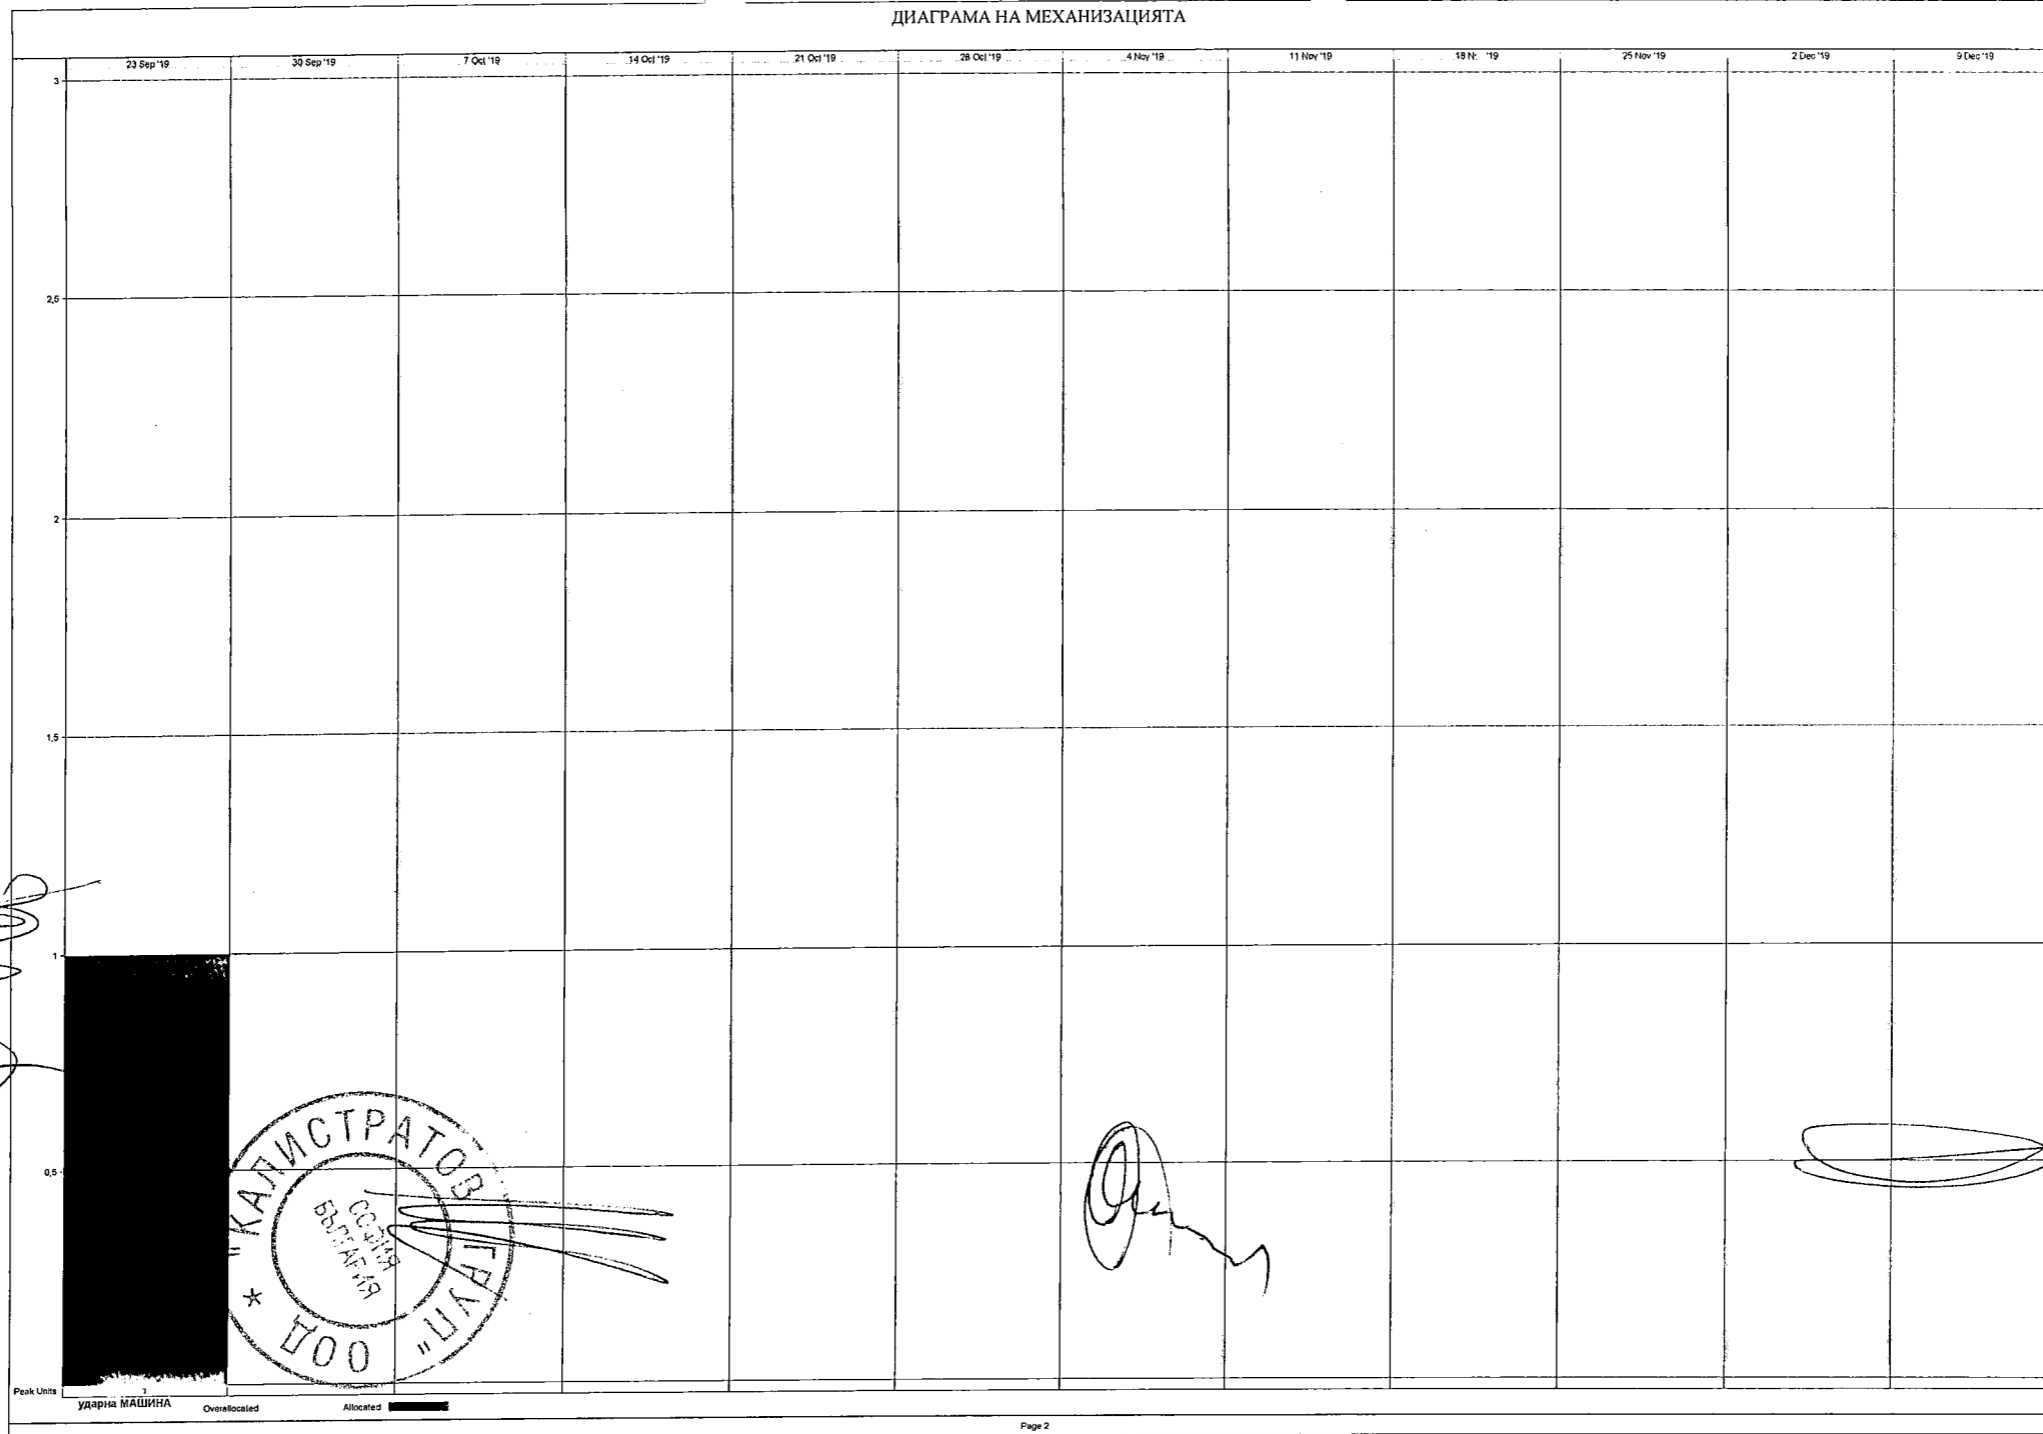 ДИАГРАМА НА МЕХАНИЗАЦИЯТА
23 Sep '19 30 Sep '19 7 Oct '19 14 Oct '19 21 Oct '19 28 Oct '19 4 Nov '19 11 Nov '19 18 '19 25 Nov '19 2 Dec '19 9 Dec '19
3
2,5
2
1,5
1
0,5
"КАЛИСТРАТОВ ГРУП" ООД
СОФИЯ
БЪЛГАРИЯ
Peak Units 1
ударна МАШИНА Overallocated Allocated
Page 2